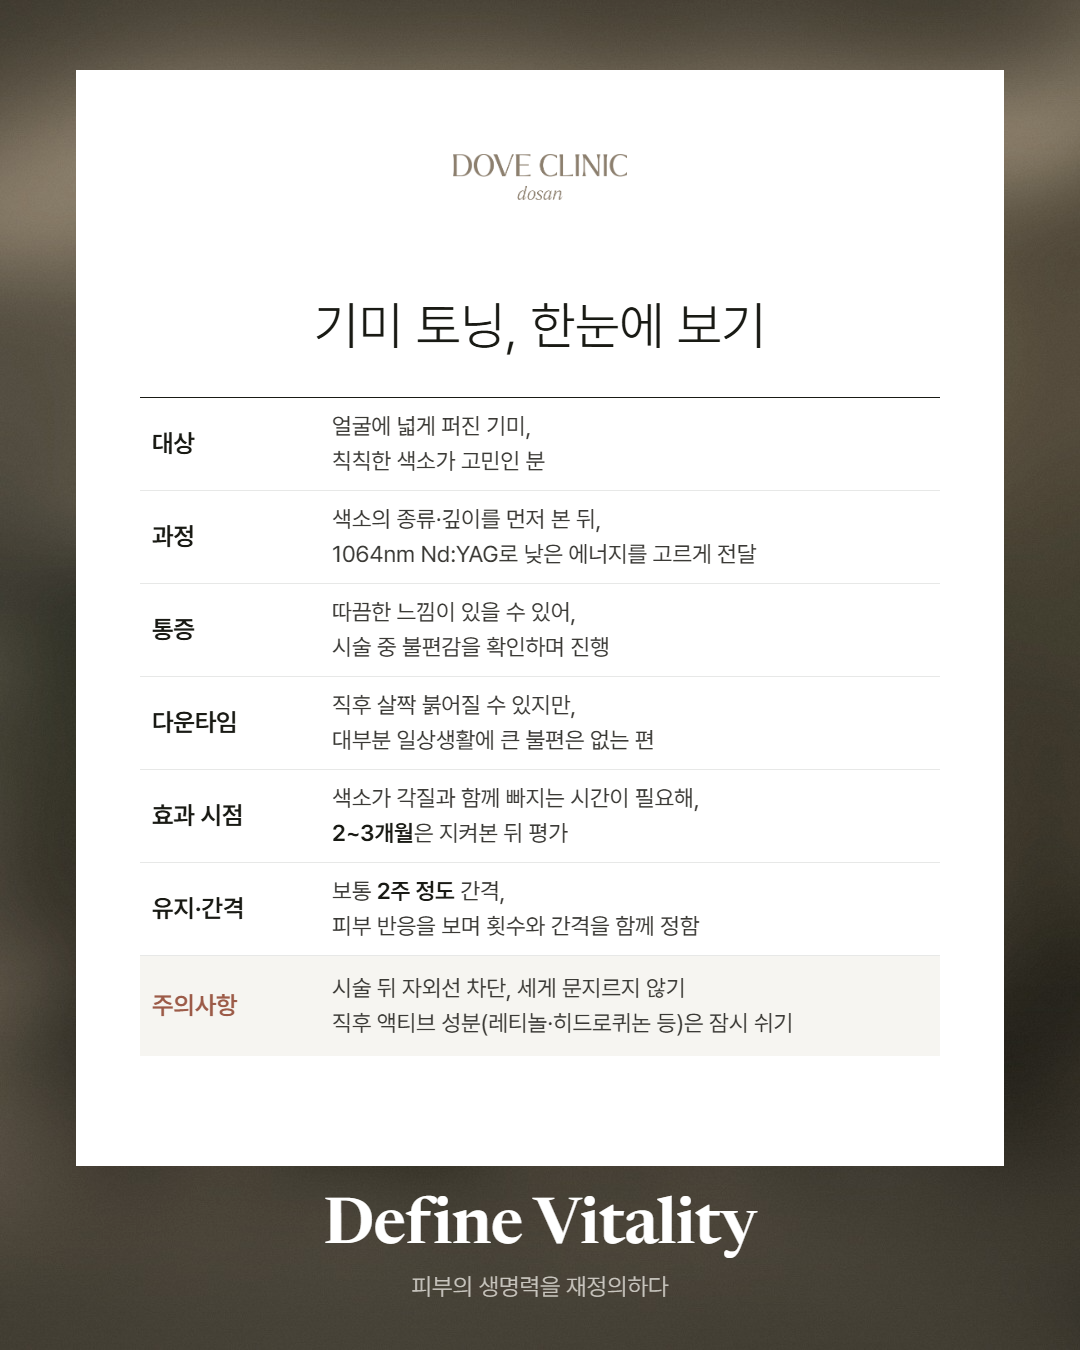 DOVE CLINIC
dosan
기미 토닝, 한눈에 보기
대상
얼굴에 넓게 퍼진 기미,
칙칙한 색소가 고민인 분
과정
색소의 종류·깊이를 먼저 본 뒤,
1064nm Nd:YAG로 낮은 에너지를 고르게 전달
통증
따끔한 느낌이 있을 수 있어,
시술 중 불편감을 확인하며 진행
다운타임
직후 살짝 붉어질 수 있지만,
대부분 일상생활에 큰 불편은 없는 편
효과 시점
색소가 각질과 함께 빠지는 시간이 필요해,
2~3개월은 지켜본 뒤 평가
유지·간격
보통 2주 정도 간격,
피부 반응을 보며 횟수와 간격을 함께 정함
주의사항
시술 뒤 자외선 차단, 세게 문지르지 않기
직후 액티브 성분(레티놀·히드로퀴논 등)은 잠시 쉬기
Define Vitality
피부의 생명력을 재정의하다